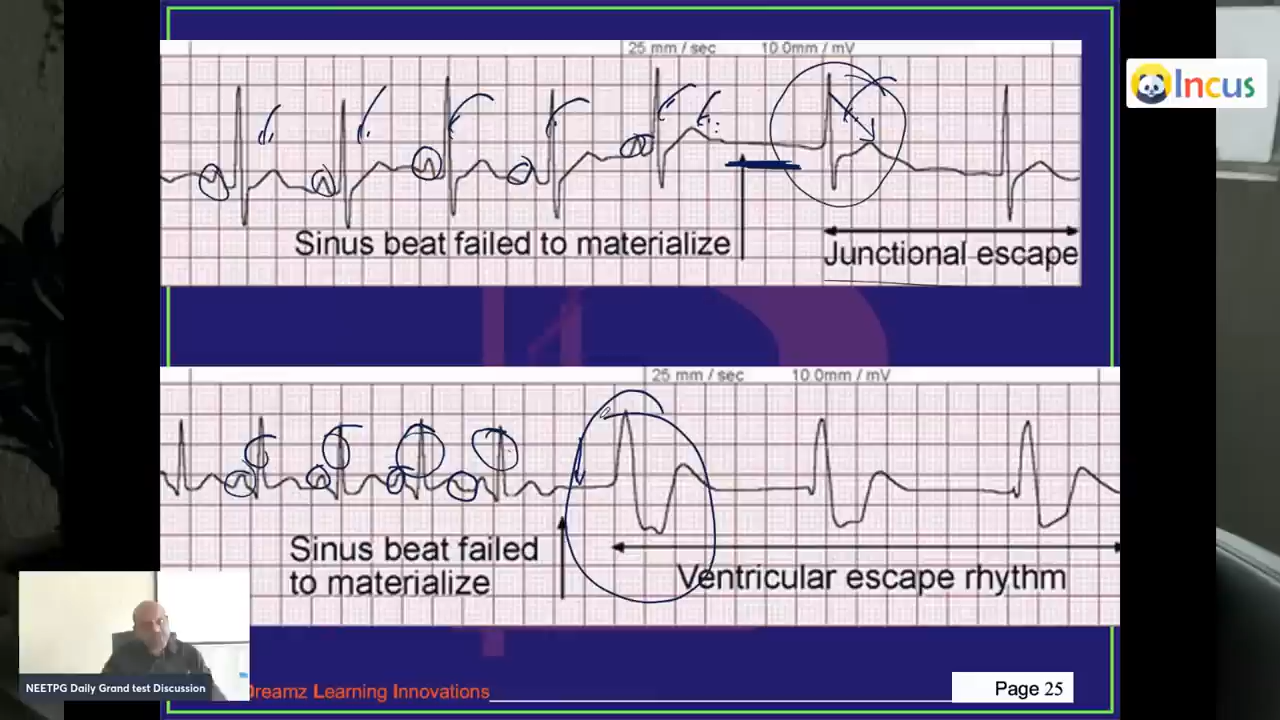 25 mm / sec 10.0mm / mV
Incus
Sinus beat failed to materialize
Junctional escape
25 mm / sec 10.0mm / mV
Sinus beat failed
to materialize
Ventricular escape rhythm
NEETPG Daily Grand test Discussion
Dreamz Learning Innovations
Page 25